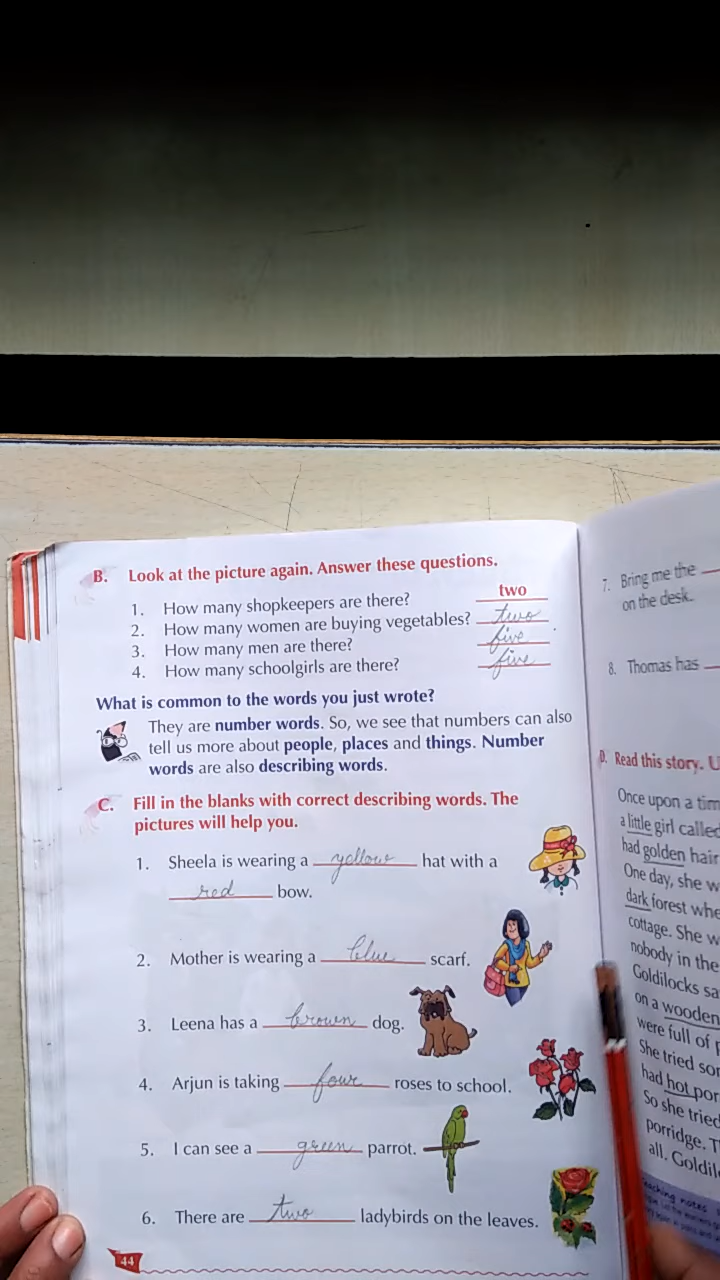 B. Look at the picture again. Answer these questions.
1. How many shopkeepers are there? two
2. How many women are buying vegetables? two
3. How many men are there? five
4. How many schoolgirls are there? five
What is common to the words you just wrote?
They are number words. So, we see that numbers can also
tell us more about people, places and things. Number
words are also describing words.
C. Fill in the blanks with correct describing words. The
pictures will help you.
1. Sheela is wearing a yellow hat with a
red bow.
2. Mother is wearing a blue scarf.
3. Leena has a brown dog.
4. Arjun is taking four roses to school.
5. I can see a green parrot.
6. There are two ladybirds on the leaves.
44
7. Bring me the
on the desk.
8. Thomas has
D. Read this story. U
Once upon a tim
a little girl called
had golden hair
One day, she w
dark forest whe
cottage. She w
nobody in the
Goldilocks sa
on a wooden
were full of p
She tried sor
had hot por
So she tried
porridge. T
all. Goldil